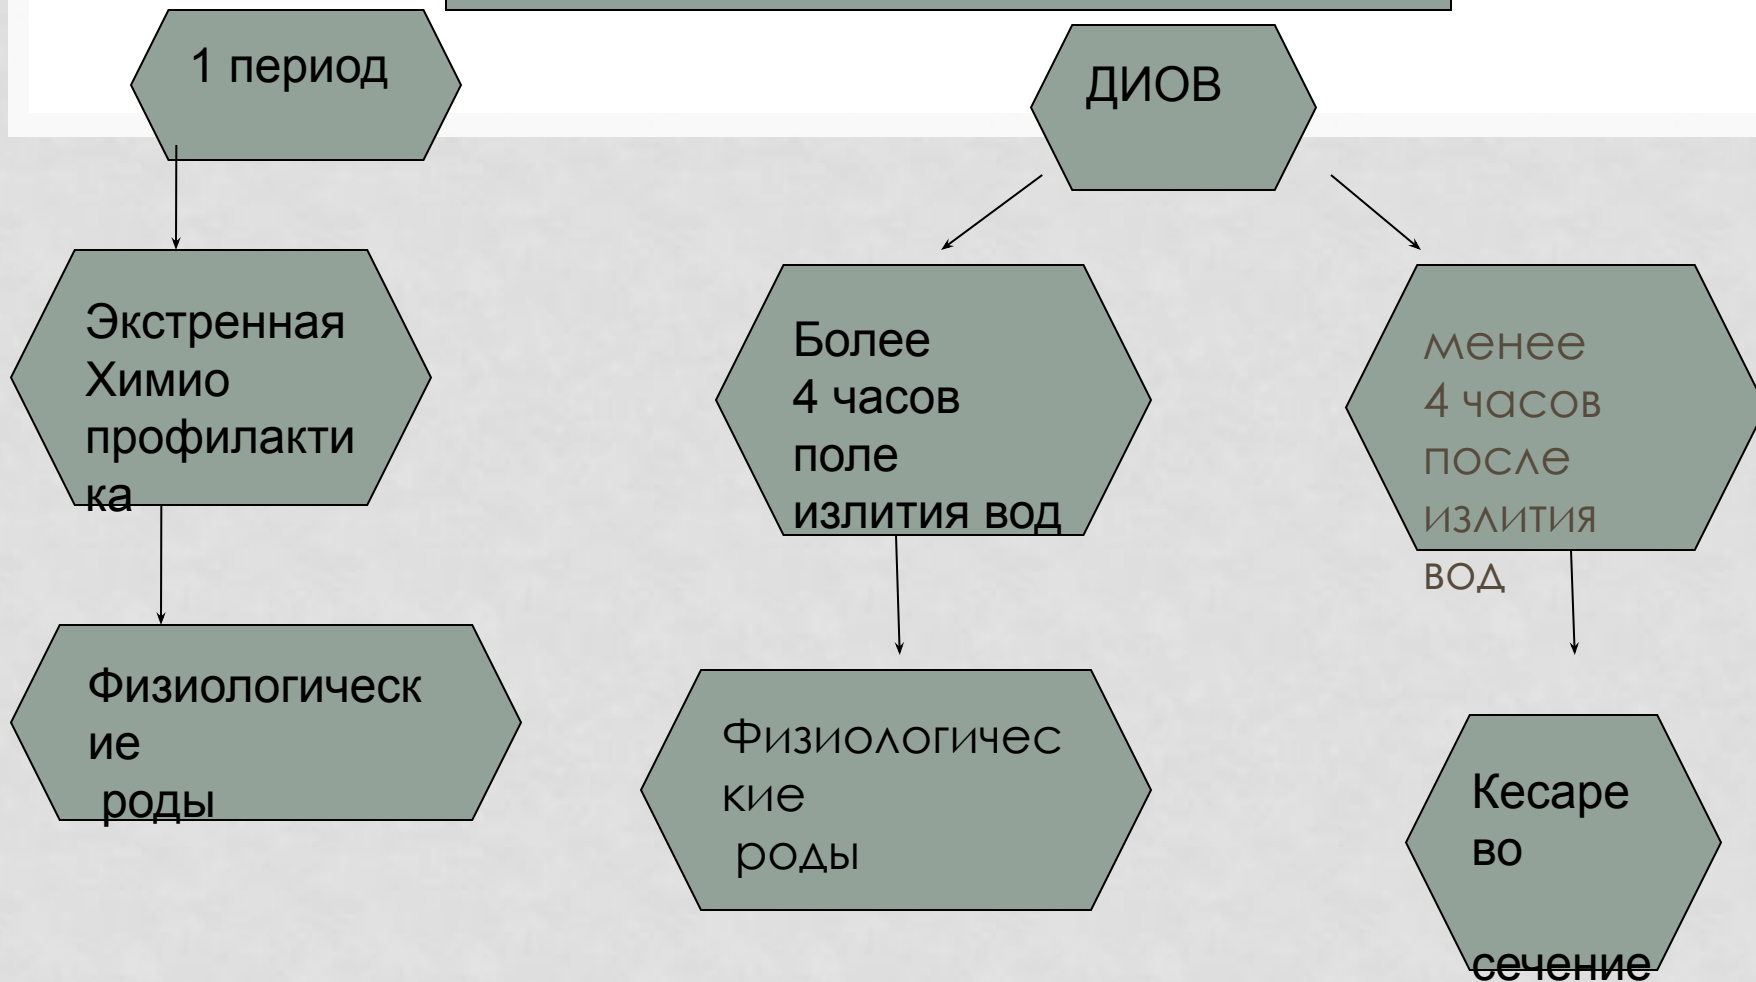 1 период
ДИОВ
Экстренная
Химио
профилакти
ка
Более
4 часов
поле
излития вод
менее
4 часов
после
излития
вод
Физиологическ
ие
роды
Физиологичес
кие
роды
Кесаре
во
сечение